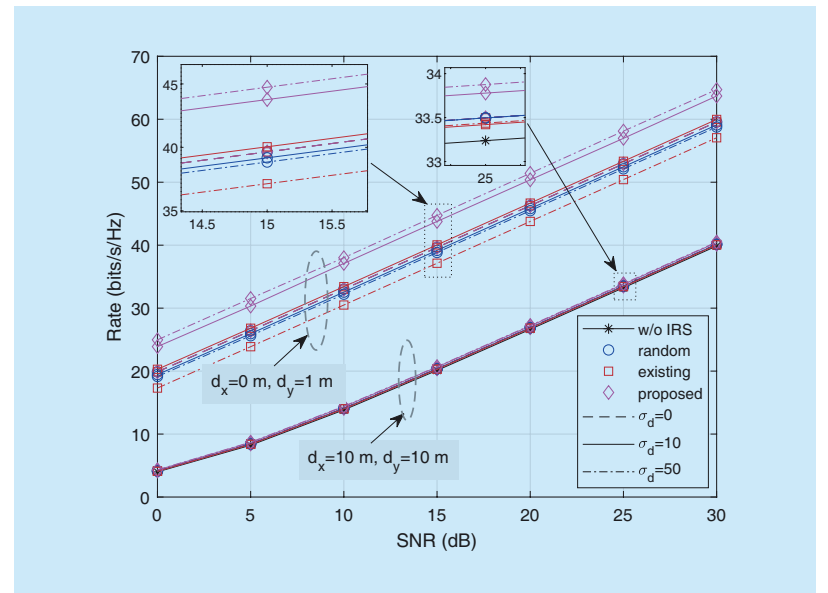 70
60
50
40
30
20
10
0
Rate (bits/s/Hz)
0
5
10
15
20
25
30
SNR (dB)
45
40
35
14.5
15
15.5
34
33.5
33
25
d_x=0 m, d_y=1 m
d_x=10 m, d_y=10 m
w/o IRS
random
existing
proposed
σ_d=0
σ_d=10
σ_d=50